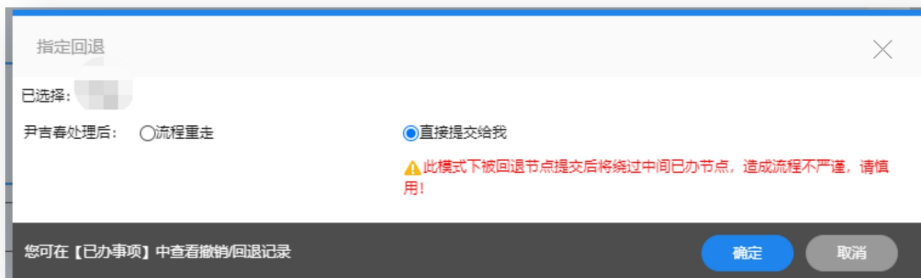 指定回退
已选择：
尹吉春处理后： 流程重走 直接提交给我
此模式下被回退节点提交后将绕过中间已办节点，造成流程不严谨，请慎
用！
您可在【已办事项】中查看撤销/回退记录 确定 取消